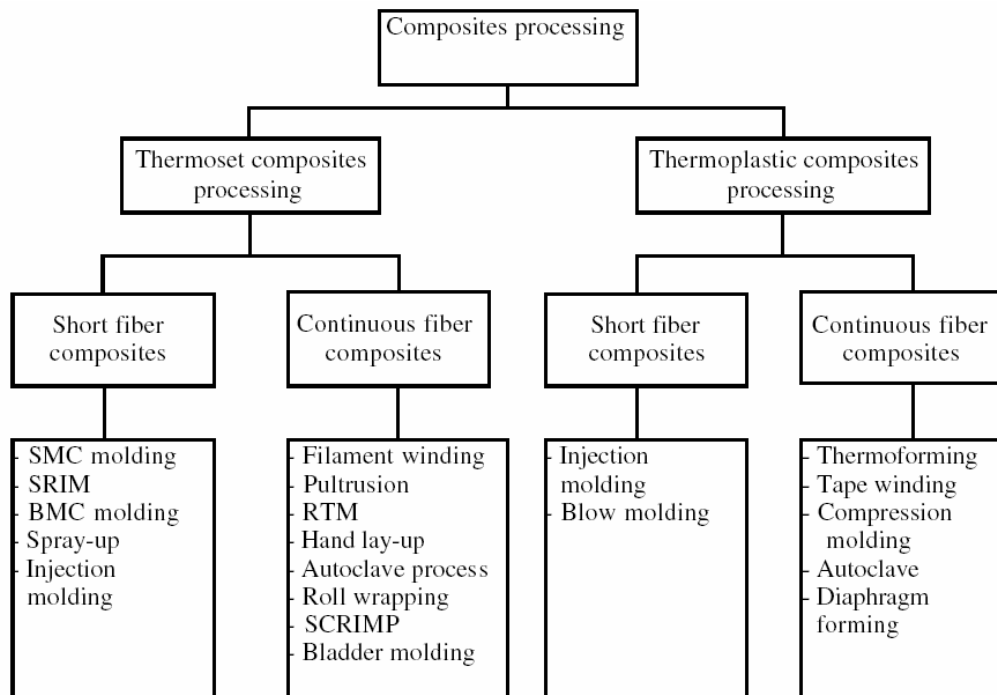 Composites processing
Thermoset composites
processing
Thermoplastic composites
processing
Short fiber
composites
Continuous fiber
composites
Short fiber
composites
Continuous fiber
composites
- SMC molding
- SRIM
- BMC molding
- Spray-up
- Injection
molding
- Filament winding
- Pultrusion
- RTM
- Hand lay-up
- Autoclave process
- Roll wrapping
- SCRIMP
- Bladder molding
- Injection
molding
- Blow molding
- Thermoforming
- Tape winding
- Compression
molding
- Autoclave
- Diaphragm
forming